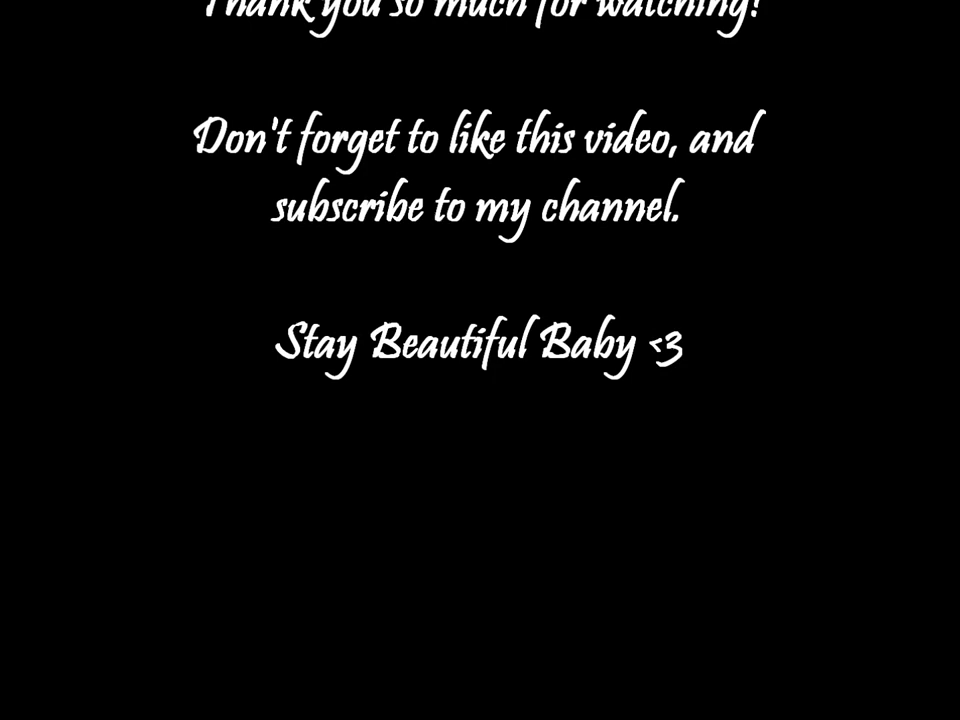 Thank you so much for watching!
Don't forget to like this video, and
subscribe to my channel.
Stay Beautiful Baby <3